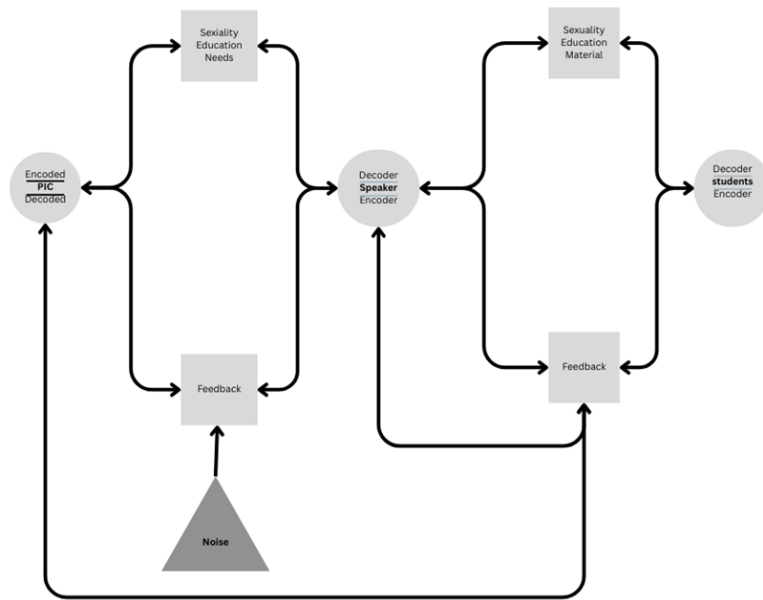 Sexiality
Education
Needs
Sexuality
Education
Material
Encoded
PIC
Decoded
Decoder
Speaker
Encoder
Decoder
students
Encoder
Feedback
Feedback
Noise